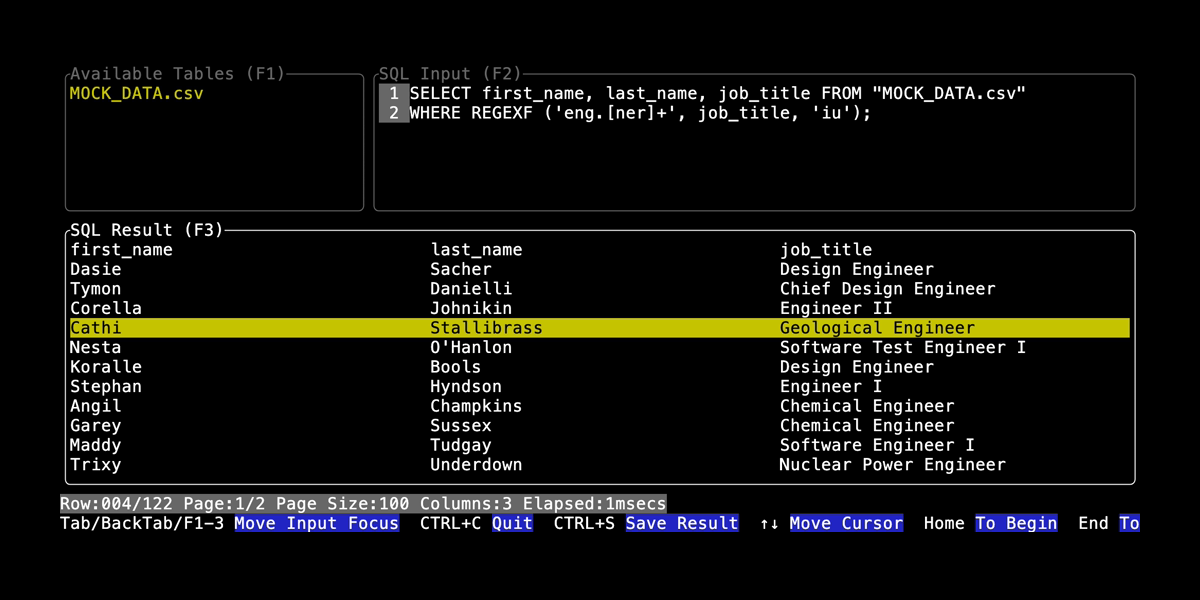 Available Tables (F1)
MOCK_DATA.csv
SQL Input (F2)
1 SELECT first_name, last_name, job_title FROM "MOCK_DATA.csv"
2 WHERE REGEXF ('eng.[ner]+', job_title, 'iu');
SQL Result (F3)
first_name last_name job_title
Dasie Sacher Design Engineer
Tymon Danielli Chief Design Engineer
Corella Johnikin Engineer II
Cathi Stallibrass Geological Engineer
Nesta O'Hanlon Software Test Engineer I
Koralle Bools Design Engineer
Stephan Hyndson Engineer I
Angil Champkins Chemical Engineer
Garey Sussex Chemical Engineer
Maddy Tudgay Software Engineer I
Trixy Underdown Nuclear Power Engineer
Row:004/122 Page:1/2 Page Size:100 Columns:3 Elapsed:1msecs
Tab/BackTab/F1-3 Move Input Focus CTRL+C Quit CTRL+S Save Result ↑↓ Move Cursor Home To Begin End To